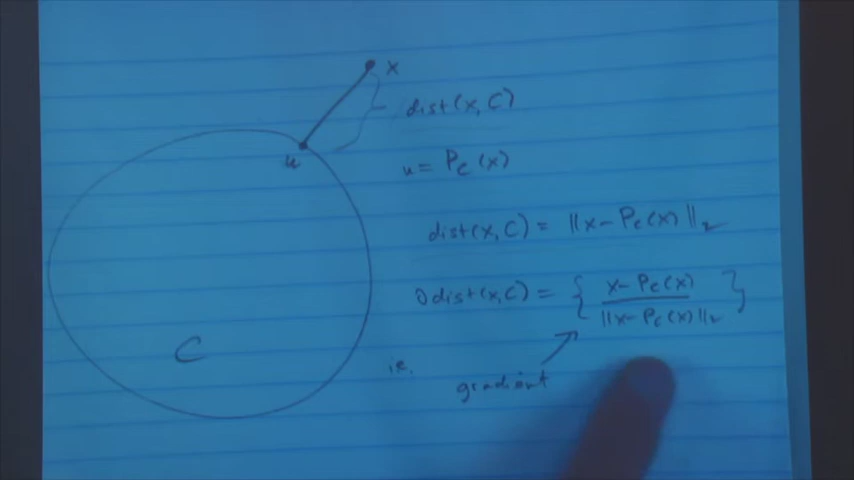 x
dist(x, C)
u
u = P_C(x)
dist(x, C) = ||x - P_C(x)||_2
∂dist(x, C) = { x - P_C(x) / ||x - P_C(x)||_2 }
C
i.e.
gradient